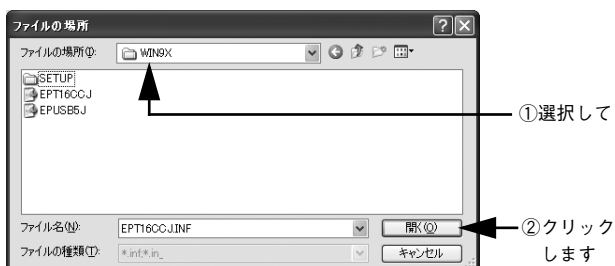 ファイルの場所
ファイルの場所(I):
WIN9X
SETUP
EPT16CCJ
EPUSB5J
①選択して
ファイル名(N):
EPT16CCJ.INF
開く(O)
②クリック
します
ファイルの種類(T):
*.inf;*.in_
キャンセル